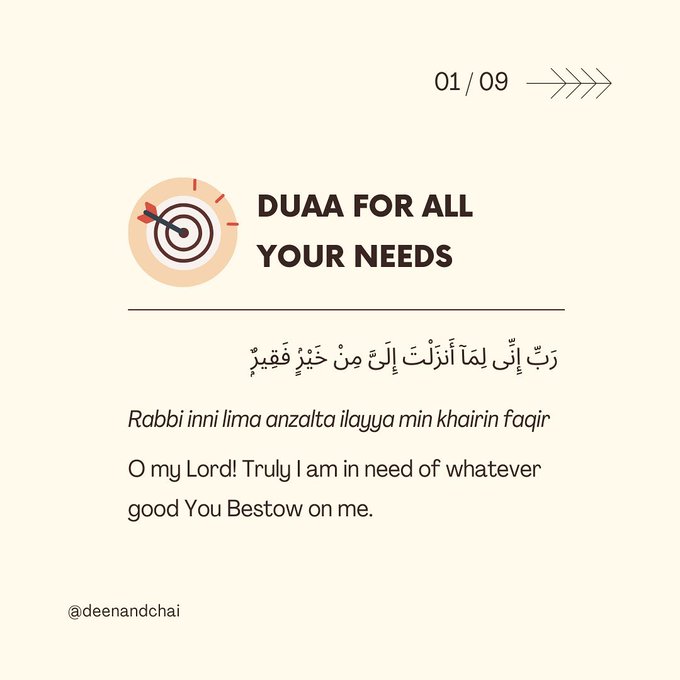 01 / 09
DUAA FOR ALL
YOUR NEEDS
رَبِّ إِنِّى لِمَآ أَنزَلْتَ إِلَىَّ مِنْ خَيْرٍۢ فَقِيرٌۭ
Rabbi inni lima anzalta ilayya min khairin faqir
O my Lord! Truly I am in need of whatever
good You Bestow on me.
@deenandchai